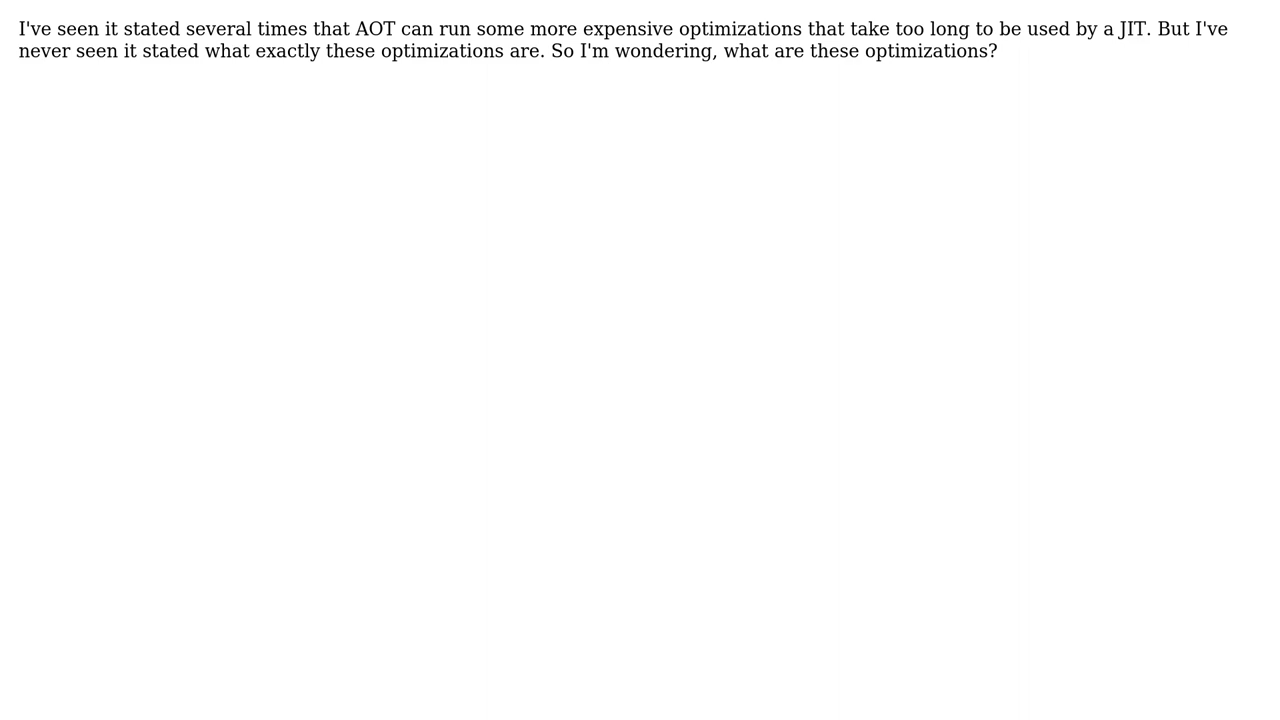 I've seen it stated several times that AOT can run some more expensive optimizations that take too long to be used by a JIT. But I've
never seen it stated what exactly these optimizations are. So I'm wondering, what are these optimizations?